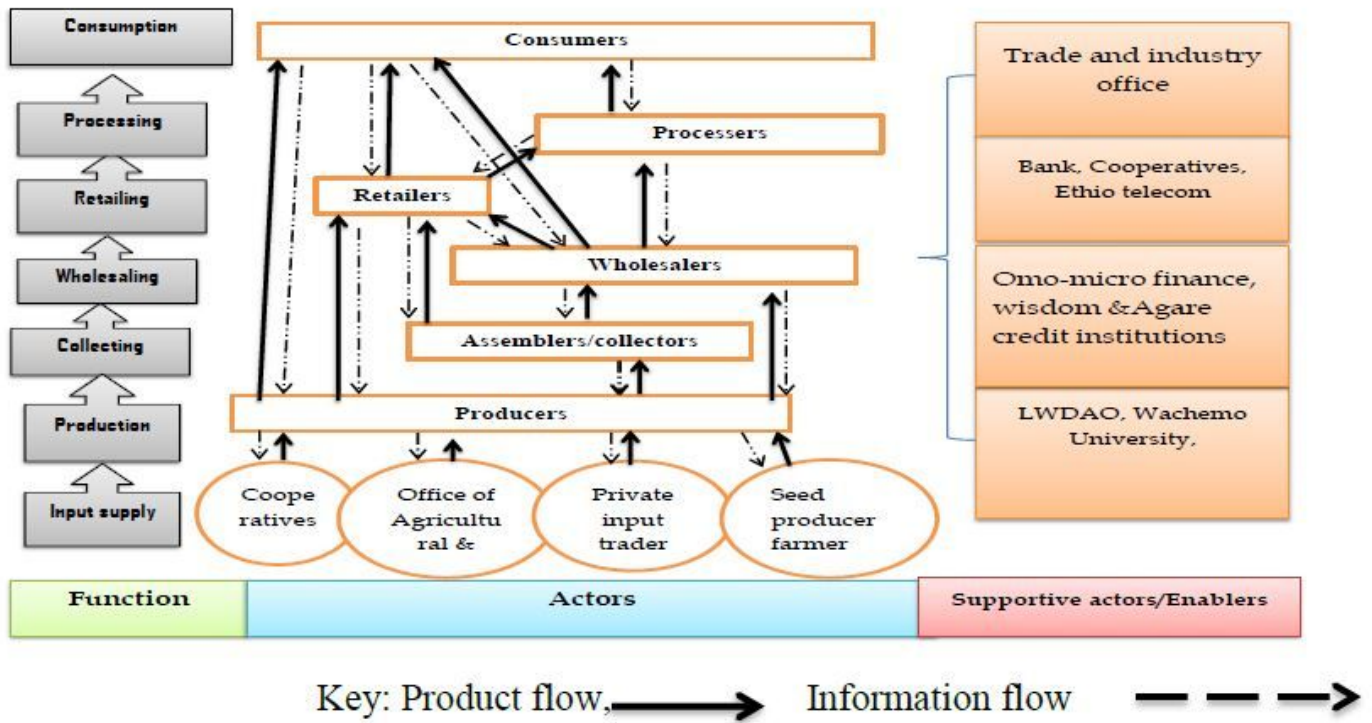 Consumption
Processing
Retailing
Wholesaling
Collecting
Production
Input supply
Consumers
Processers
Retailers
Wholesalers
Assemblers/collectors
Producers
Coope
ratives
Office of
Agricultu
ral &
Private
input
trader
Seed
producer
farmer
Trade and industry
office
Bank, Cooperatives,
Ethio telecom
Omo-micro finance,
wisdom &Agare
credit institutions
LWDAO, Wachemo
University,
Function
Actors
Supportive actors/Enablers
Key: Product flow, Information flow